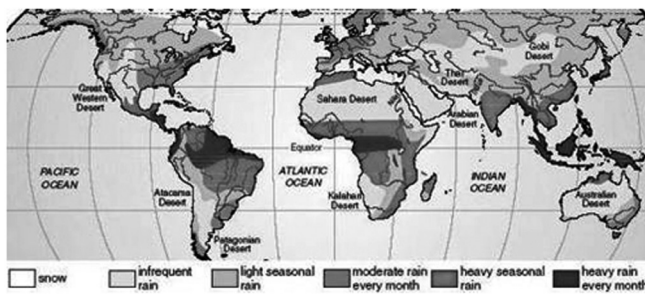 Gobi
Desert
Thar
Desert
Great
Western
Desert
Sahara Desert
Arabian
Desert
Equator
PACIFIC
OCEAN
ATLANTIC
OCEAN
INDIAN
OCEAN
Atacama
Desert
Kalahari
Desert
Australian
Desert
Patagonian
Desert
snow
infrequent
rain
light seasonal
rain
moderate rain
every month
heavy seasonal
rain
heavy rain
every month